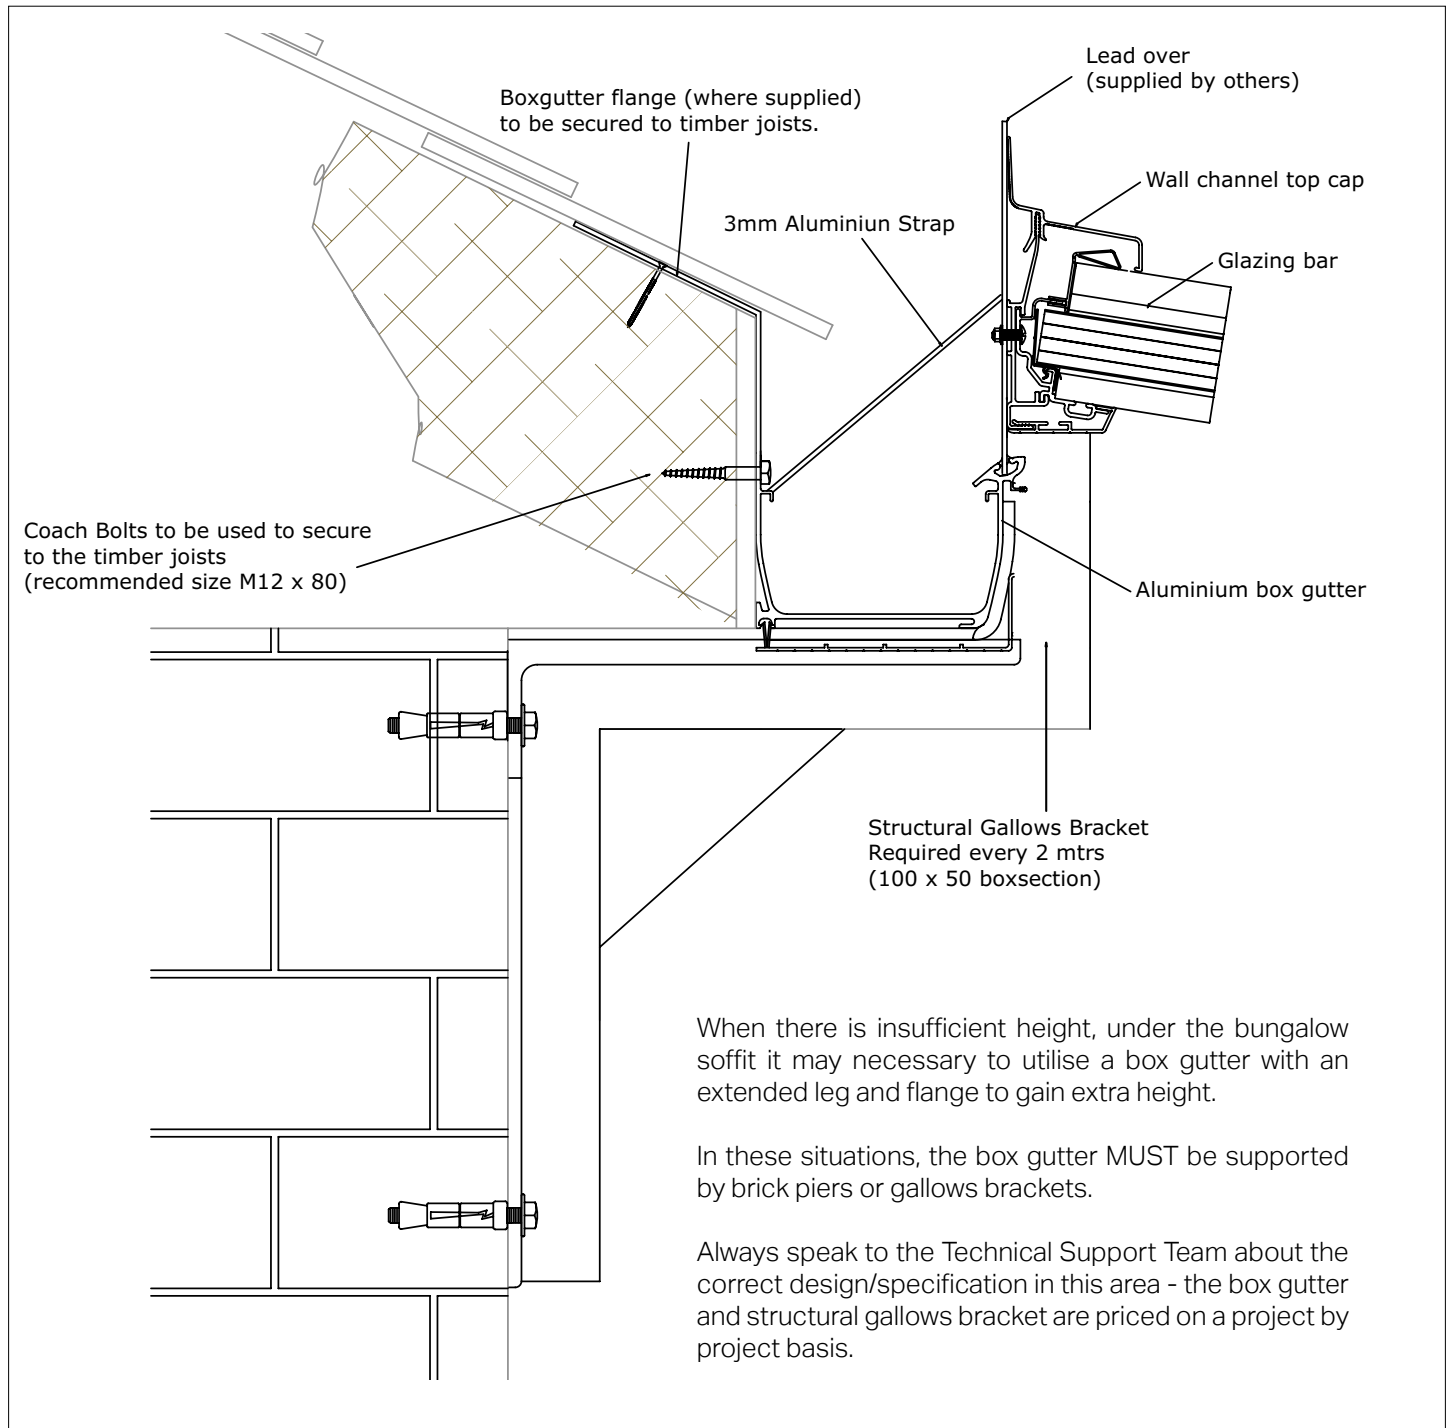 Lead over
(supplied by others)
Boxgutter flange (where supplied)
to be secured to timber joists.
Wall channel top cap
3mm Aluminiun Strap
Glazing bar
Coach Bolts to be used to secure
to the timber joists
(recommended size M12 x 80)
Aluminium box gutter
Structural Gallows Bracket
Required every 2 mtrs
(100 x 50 boxsection)
When there is insufficient height, under the bungalow
soffit it may necessary to utilise a box gutter with an
extended leg and flange to gain extra height.
In these situations, the box gutter MUST be supported
by brick piers or gallows brackets.
Always speak to the Technical Support Team about the
correct design/specification in this area - the box gutter
and structural gallows bracket are priced on a project by
project basis.